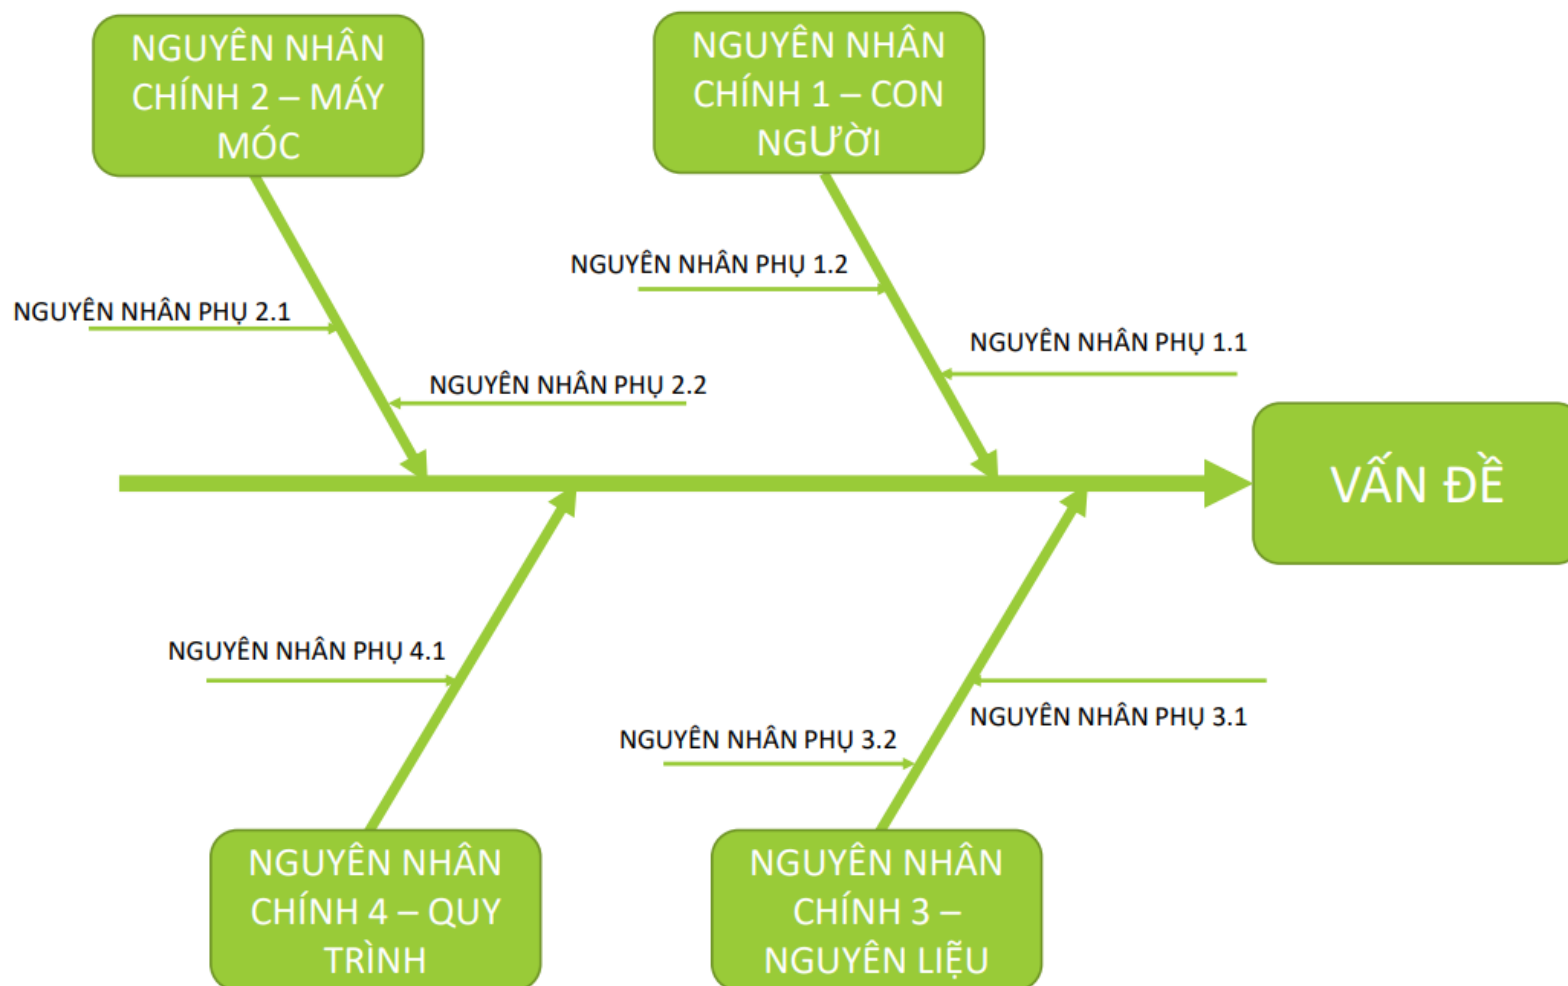 NGUYÊN NHÂN
CHÍNH 2 – MÁY
MÓC
NGUYÊN NHÂN
CHÍNH 1 – CON
NGƯỜI
NGUYÊN NHÂN PHỤ 1.2
NGUYÊN NHÂN PHỤ 2.1
NGUYÊN NHÂN PHỤ 1.1
NGUYÊN NHÂN PHỤ 2.2
VẤN ĐỀ
NGUYÊN NHÂN PHỤ 4.1
NGUYÊN NHÂN PHỤ 3.1
NGUYÊN NHÂN PHỤ 3.2
NGUYÊN NHÂN
CHÍNH 4 – QUY
TRÌNH
NGUYÊN NHÂN
CHÍNH 3 –
NGUYÊN LIỆU